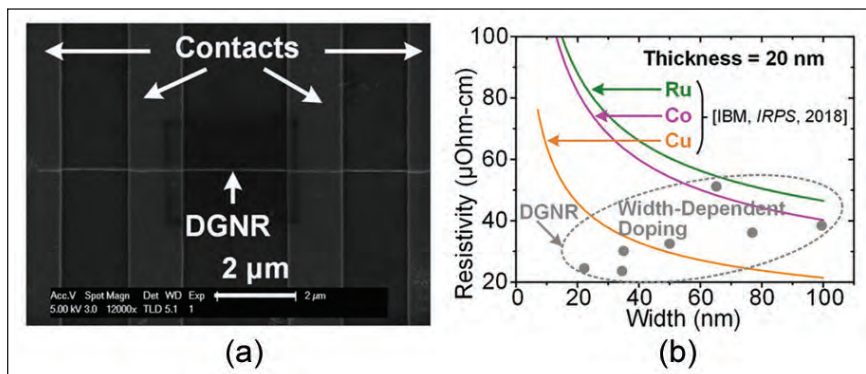 Contacts
DGNR
2 μm
Acc.V Spot Magn Det WD Exp
5.00 kV 3.0 12000x TLD 5.1 1
2 μm
(a)
Thickness = 20 nm
Ru
Co
Cu
[IBM, IRPS, 2018]
DGNR
Width-Dependent
Doping
Resistivity (μOhm-cm)
100
80
60
40
20
0 20 40 60 80 100
Width (nm)
(b)